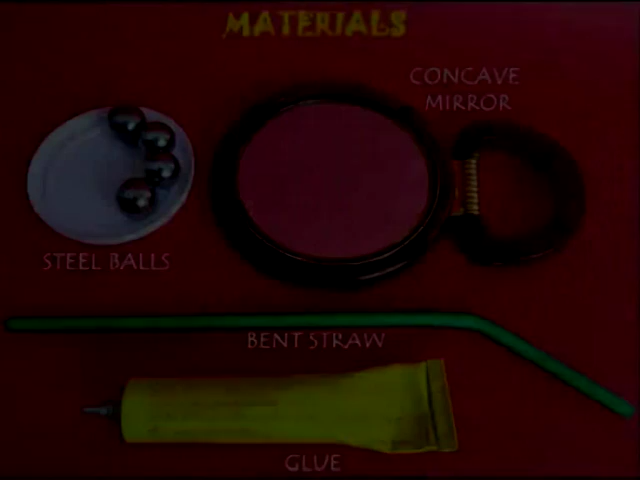 MATERIALS
CONCAVE
MIRROR
STEEL BALLS
BENT STRAW
GLUE